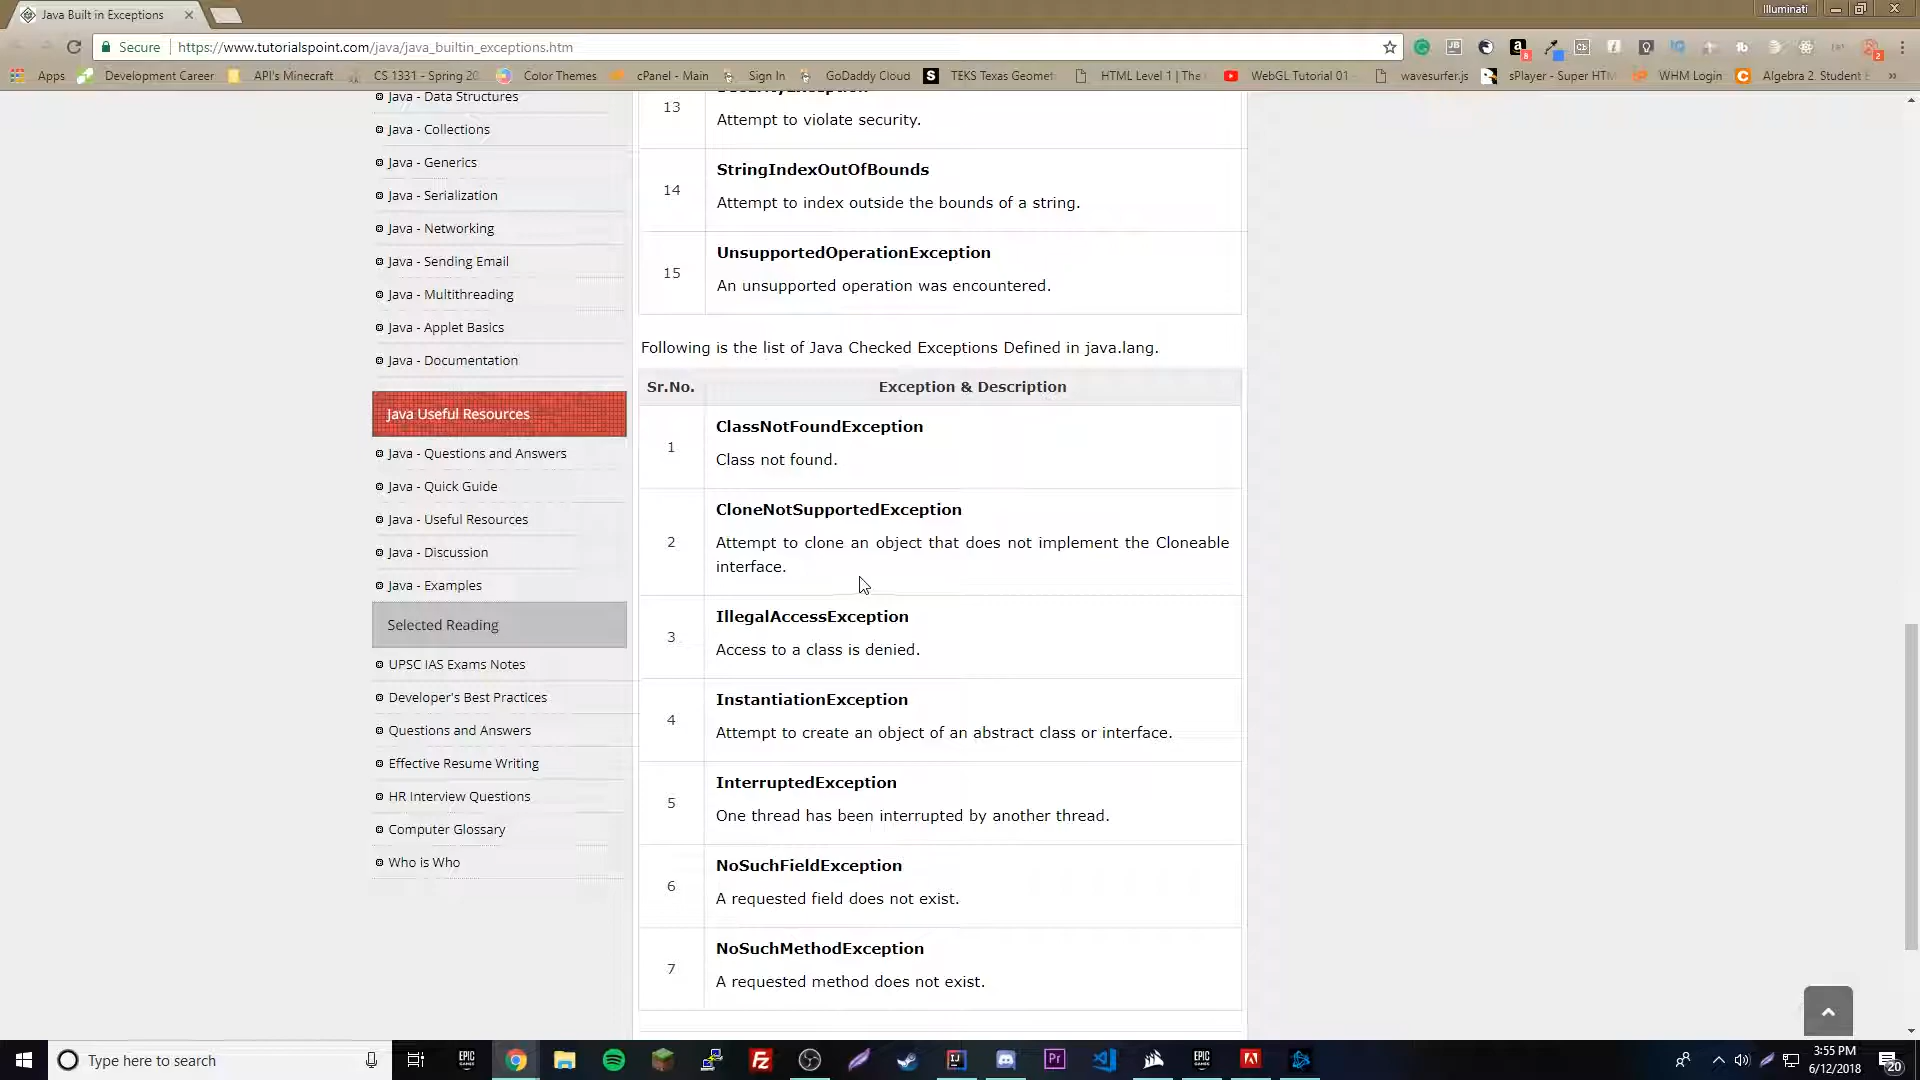 Java Built in Exceptions
Illuminati
Secure
https://www.tutorialspoint.com/java/java_builtin_exceptions.htm
Apps
Development Career
API's Minecraft
CS 1331 - Spring 20
Color Themes
cPanel - Main
Sign In
GoDaddy Cloud
TEKS Texas Geomet
HTML Level 1 | The
WebGL Tutorial 01
wavesurfer.js
sPlayer - Super HTM
WHM Login
Algebra 2. Student E
Java - Data Structures
Java - Collections
Java - Generics
Java - Serialization
Java - Networking
Java - Sending Email
Java - Multithreading
Java - Applet Basics
Java - Documentation
Java Useful Resources
Java - Questions and Answers
Java - Quick Guide
Java - Useful Resources
Java - Discussion
Java - Examples
Selected Reading
UPSC IAS Exams Notes
Developer's Best Practices
Questions and Answers
Effective Resume Writing
HR Interview Questions
Computer Glossary
Who is Who
13
Attempt to violate security.
14
StringIndexOutOfBounds
Attempt to index outside the bounds of a string.
15
UnsupportedOperationException
An unsupported operation was encountered.
Following is the list of Java Checked Exceptions Defined in java.lang.
Sr.No.
Exception & Description
1
ClassNotFoundException
Class not found.
2
CloneNotSupportedException
Attempt to clone an object that does not implement the Cloneable
interface.
3
IllegalAccessException
Access to a class is denied.
4
InstantiationException
Attempt to create an object of an abstract class or interface.
5
InterruptedException
One thread has been interrupted by another thread.
6
NoSuchFieldException
A requested field does not exist.
7
NoSuchMethodException
A requested method does not exist.
Type here to search
3:55 PM
6/12/2018
20